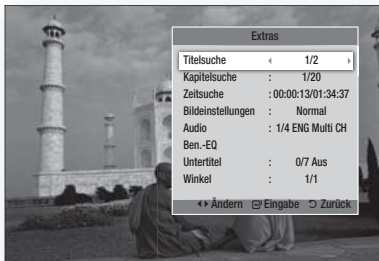 Extras
Titelsuche 1/2
Kapitelsuche : 1/20
Zeitsuche : 00:00:13/01:34:37
Bildeinstellungen : Normal
Audio : 1/4 ENG Multi CH
Ben.-EQ
Untertitel : 0/7 Aus
Winkel : 1/1
Ändern Eingabe Zurück